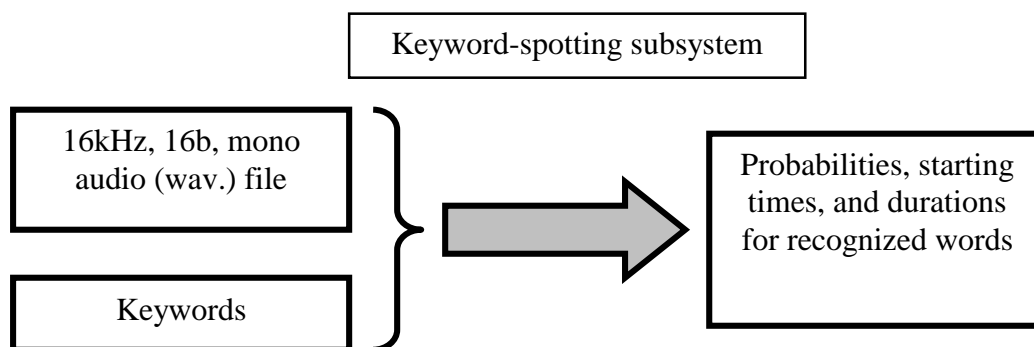 Keyword-spotting subsystem
16kHz, 16b, mono
audio (wav.) file
Probabilities, starting
times, and durations
for recognized words
Keywords